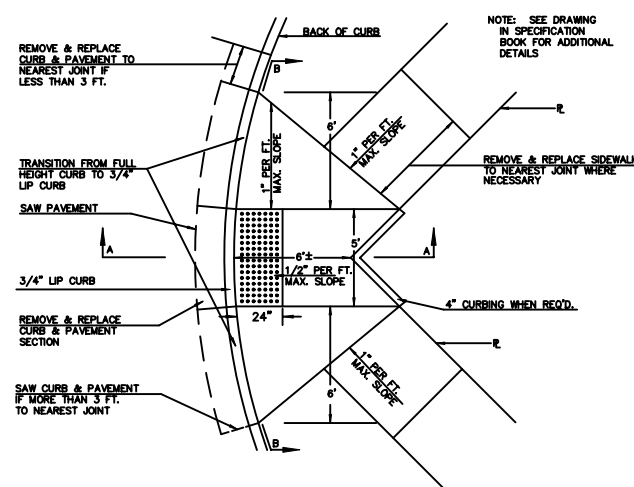 NOTE: SEE DRAWING
IN SPECIFICATION
BOOK FOR ADDITIONAL
DETAILS
BACK OF CURB
REMOVE & REPLACE
CURB & PAVEMENT TO
NEAREST JOINT IF
LESS THAN 3 FT.
B
6'
1" PER FT.
MAX. SLOPE
1" PER FT.
MAX. SLOPE
℞
TRANSITION FROM FULL
HEIGHT CURB TO 3/4"
LIP CURB
REMOVE & REPLACE SIDEWALK
TO NEAREST JOINT WHERE
NECESSARY
SAW PAVEMENT
A
5'
6'±
A
1/2" PER FT.
MAX. SLOPE
3/4" LIP CURB
4" CURBING WHEN REQ'D.
24"
REMOVE & REPLACE
CURB & PAVEMENT
SECTION
℞
1" PER FT.
MAX. SLOPE
6'
SAW CURB & PAVEMENT
IF MORE THAN 3 FT.
TO NEAREST JOINT
B